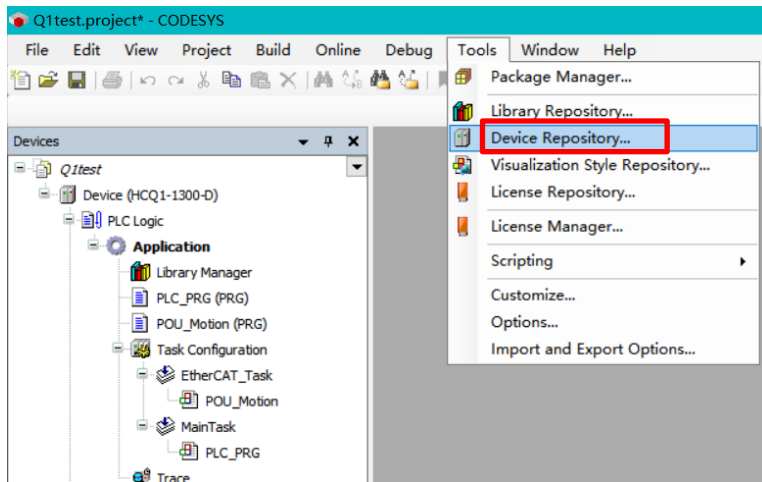 Q1test.project* - CODESYS
File Edit View Project Build Online Debug Tools Window Help
Package Manager...
Library Repository...
Device Repository...
Visualization Style Repository...
License Repository...
License Manager...
Scripting
Customize...
Options...
Import and Export Options...
Devices
Q1test
Device (HCQ1-1300-D)
PLC Logic
Application
Library Manager
PLC_PRG (PRG)
POU_Motion (PRG)
Task Configuration
EtherCAT_Task
POU_Motion
MainTask
PLC_PRG
Trace